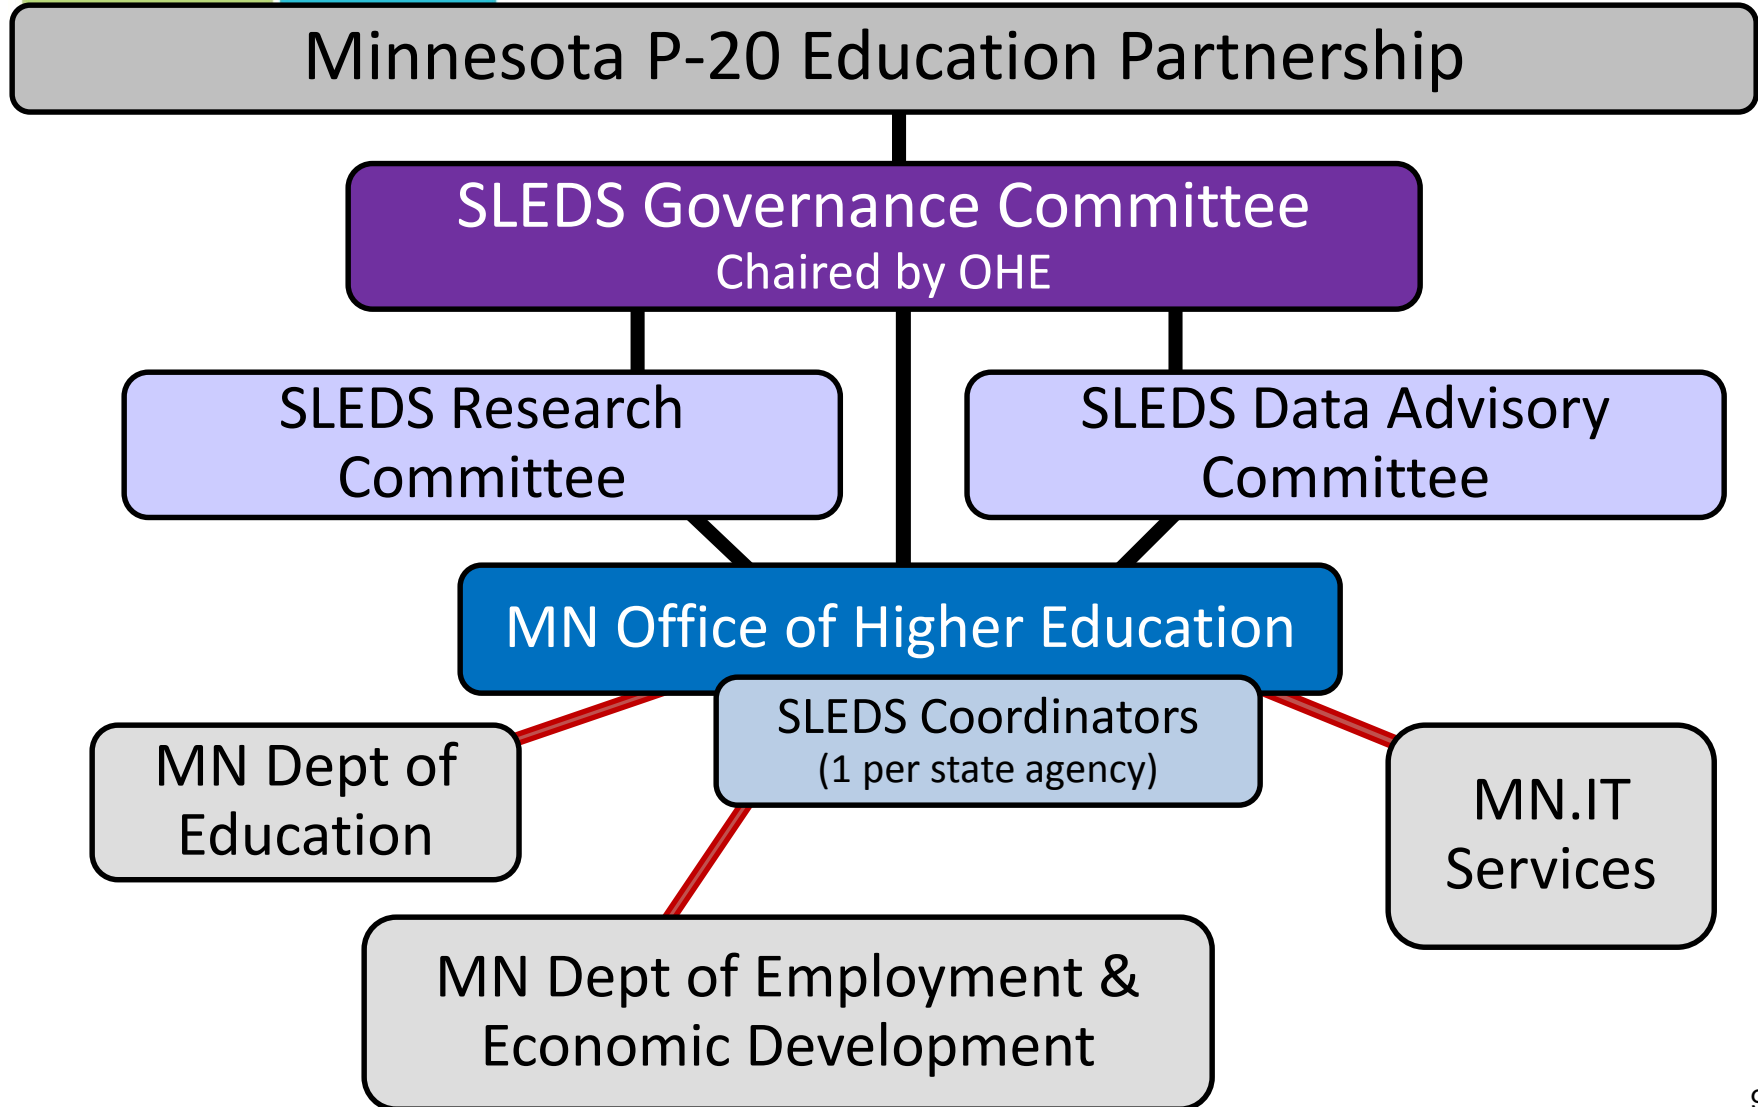 Minnesota P-20 Education Partnership
SLEDS Governance Committee
Chaired by OHE
SLEDS Research
Committee
SLEDS Data Advisory
Committee
MN Office of Higher Education
SLEDS Coordinators
(1 per state agency)
MN Dept of
Education
MN.IT
Services
MN Dept of Employment &
Economic Development